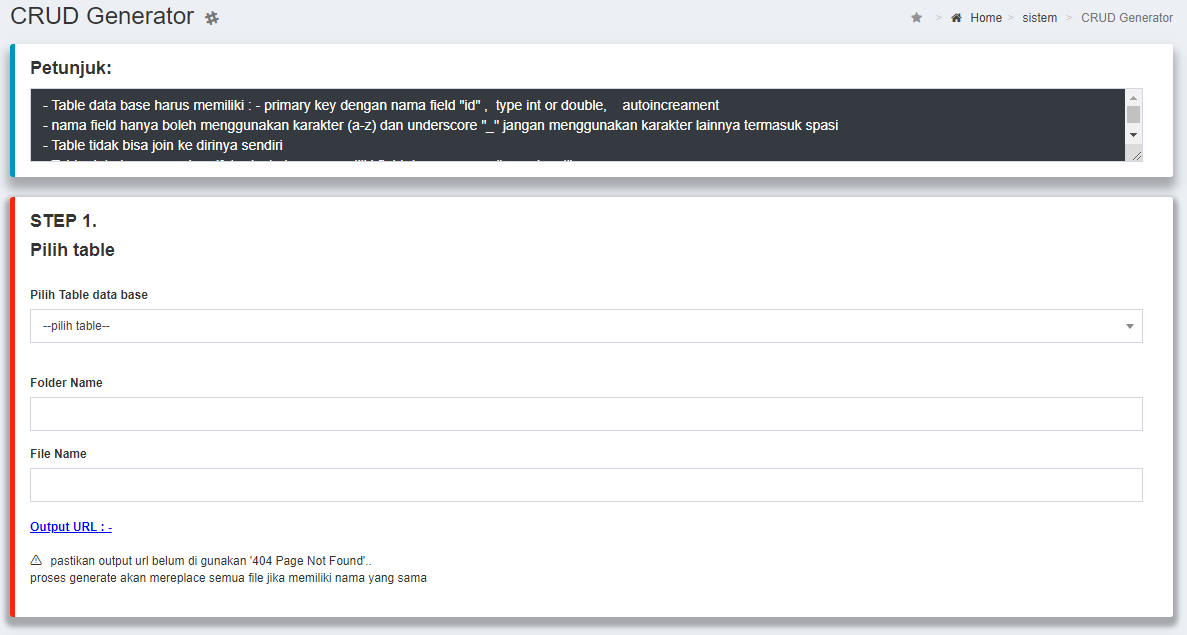 CRUD Generator
> Home > sistem > CRUD Generator
Petunjuk:
- Table data base harus memiliki : - primary key dengan nama field "id" , type int or double, autoincreament
- nama field hanya boleh menggunakan karakter (a-z) dan underscore "_" jangan menggunakan karakter lainnya termasuk spasi
- Table tidak bisa join ke dirinya sendiri
STEP 1.
Pilih table
Pilih Table data base
--pilih table--
Folder Name
File Name
Output URL : -
pastikan output url belum di gunakan '404 Page Not Found'..
proses generate akan mereplace semua file jika memiliki nama yang sama